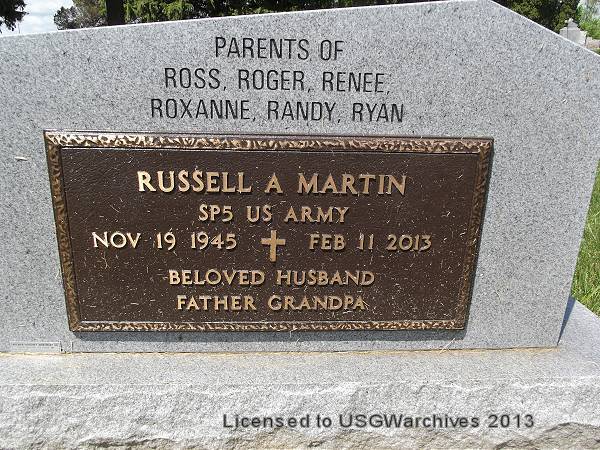 PARENTS OF
ROSS, ROGER, RENEE,
ROXANNE, RANDY, RYAN
RUSSELL A MARTIN
SP5 US ARMY
NOV 19 1945 FEB 11 2013
BELOVED HUSBAND
FATHER GRANDPA
Licensed to USGWarchives 2013